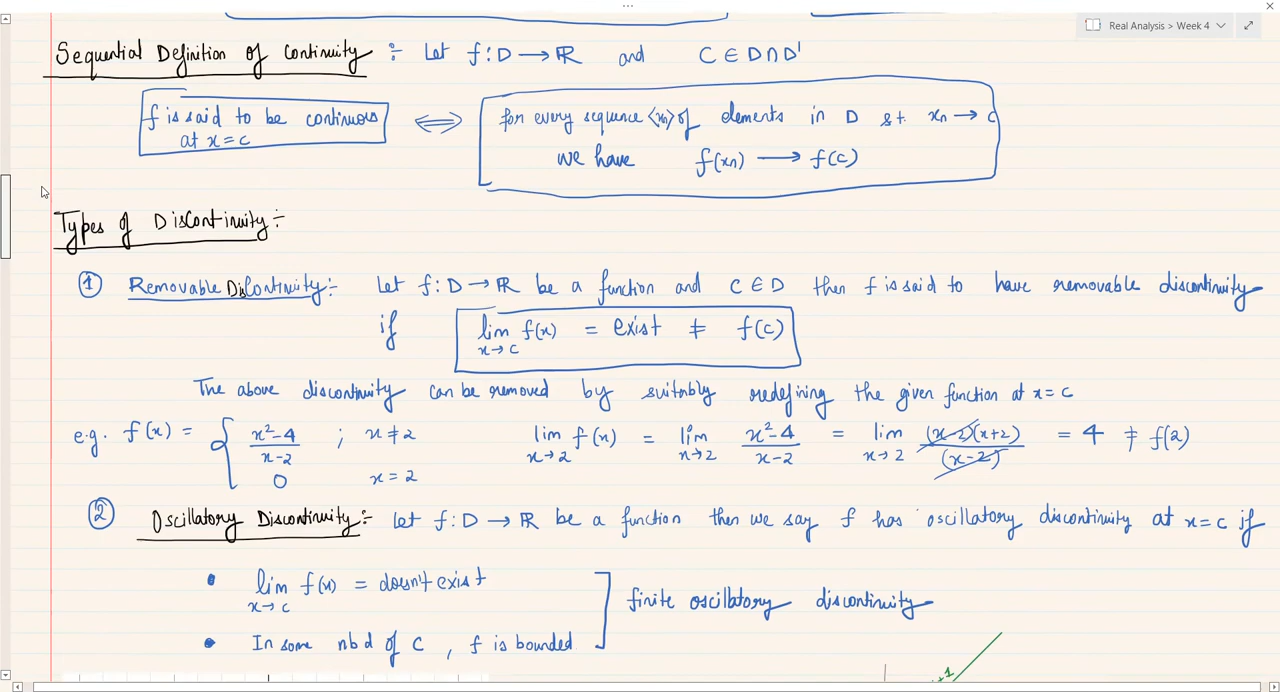 Real Analysis > Week 4
Sequential Definition of Continuity ÷ Let f: D → ℝ and C ∈ D∩D'
f is said to be continuous at x=c ⟺ for every sequence <xn> of elements in D s.t. xn → c
we have f(xn) → f(c)
Types of Discontinuity ÷
① Removable Discontinuity :- Let f: D → ℝ be a function and C ∈ D then f is said to have removable discontinuity
if lim x→c f(x) = exist ≠ f(c)
The above discontinuity can be removed by suitably redefining the given function at x=c
e.g. f(x) = { x²-4 / x-2 ; x≠2
0 x=2
lim x→2 f(x) = lim x→2 x²-4 / x-2 = lim x→2 (x-2)(x+2) / (x-2) = 4 ≠ f(2)
② Oscillatory Discontinuity :- Let f: D → ℝ be a function then we say f has oscillatory discontinuity at x=c if
• lim x→c f(x) = doesn't exist
finite oscillatory discontinuity
• In some nbd of C, f is bounded